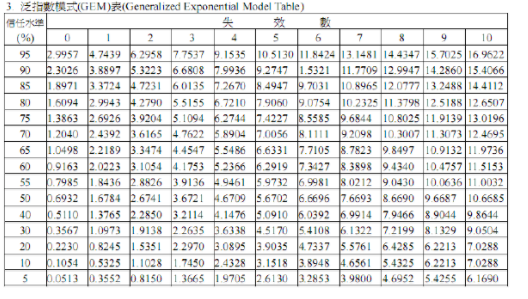 3 泛指數模式(GEM)表(Generalized Exponential Model Table)
信任水準 失 效 數
(%) 0 1 2 3 4 5 6 7 8 9 10
95 2.9957 4.7439 6.2958 7.7537 9.1535 10.5130 11.8424 13.1481 14.4347 15.7025 16.9622
90 2.3026 3.8897 5.3223 6.6808 7.9936 9.2747 1.5321 11.7709 12.9947 14.2860 15.4066
85 1.8971 3.3724 4.7231 6.0135 7.2670 8.4947 9.7031 10.8965 12.0777 13.2488 14.4112
80 1.6094 2.9943 4.2790 5.5155 6.7210 7.9060 9.0754 10.2325 11.3798 12.5188 12.6507
75 1.3863 2.6926 3.9204 5.1094 6.2744 7.4227 8.5585 9.6844 10.8025 11.9139 13.0196
70 1.2040 2.4392 3.6165 4.7622 5.8904 7.0056 8.1111 9.2098 10.3007 11.3073 12.4695
65 1.0498 2.2189 3.3474 4.4547 5.5486 6.6331 7.7105 8.7823 9.8497 10.9132 11.9736
60 0.9163 2.0223 3.1054 4.1753 5.2366 6.2919 7.3427 8.3898 9.4340 10.4757 11.5153
55 0.7985 1.8436 2.8826 3.9136 4.9461 5.9732 6.9981 8.0212 9.0430 10.0636 11.0032
50 0.6932 1.6784 2.6741 3.6721 4.6709 5.6702 6.6696 7.6693 8.6690 9.6687 10.6685
40 0.5110 1.3765 2.2850 3.2114 4.1476 5.0910 6.0392 6.9914 7.9466 8.9044 9.8644
30 0.3567 1.0973 1.9138 2.2635 3.6338 4.5170 5.4108 6.1322 7.2199 8.1329 9.0504
20 0.2230 0.8245 1.5351 2.2970 3.0895 3.9035 4.7337 5.5761 6.4285 6.2213 7.0288
10 0.1054 0.5325 1.1028 1.7450 2.4328 3.1518 3.8948 4.6561 5.4325 6.2213 7.0288
5 0.0513 0.3552 0.8150 1.3665 1.9705 2.6130 3.2853 3.9800 4.6952 5.4255 6.1690